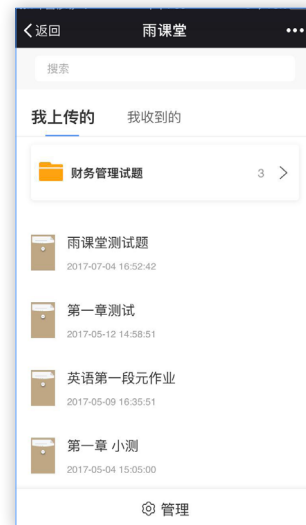 返回 雨课堂
搜索
我上传的 我收到的
财务管理试题 3
雨课堂测试题
2017-07-04 16:52:42
第一章测试
2017-05-12 14:58:51
英语第一段元作业
2017-05-09 16:35:51
第一章 小测
2017-05-04 15:05:00
管理